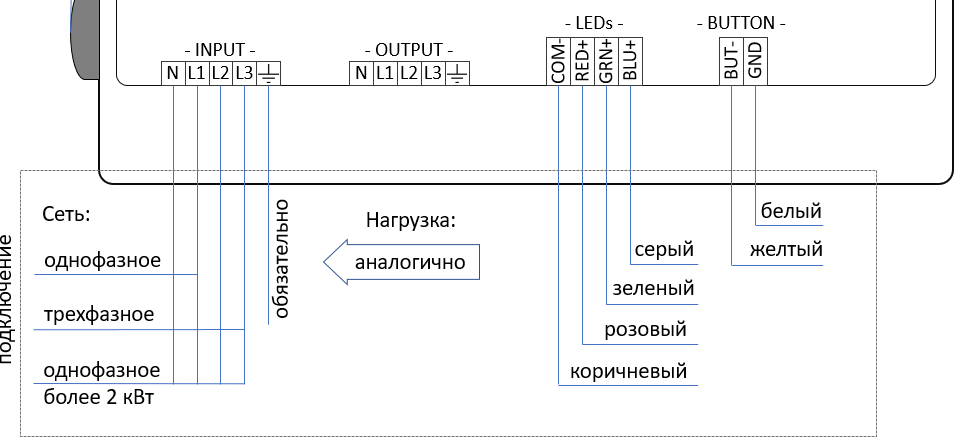 - INPUT -
N L1 L2 L3
- OUTPUT -
N L1 L2 L3
- LEDs -
COM-
RED+
GRN+
BLU+
- BUTTON -
BUT-
GND
подключение
Сеть:
однофазное
трехфазное
однофазное
более 2 кВт
обязательно
Нагрузка:
аналогично
белый
желтый
серый
зеленый
розовый
коричневый